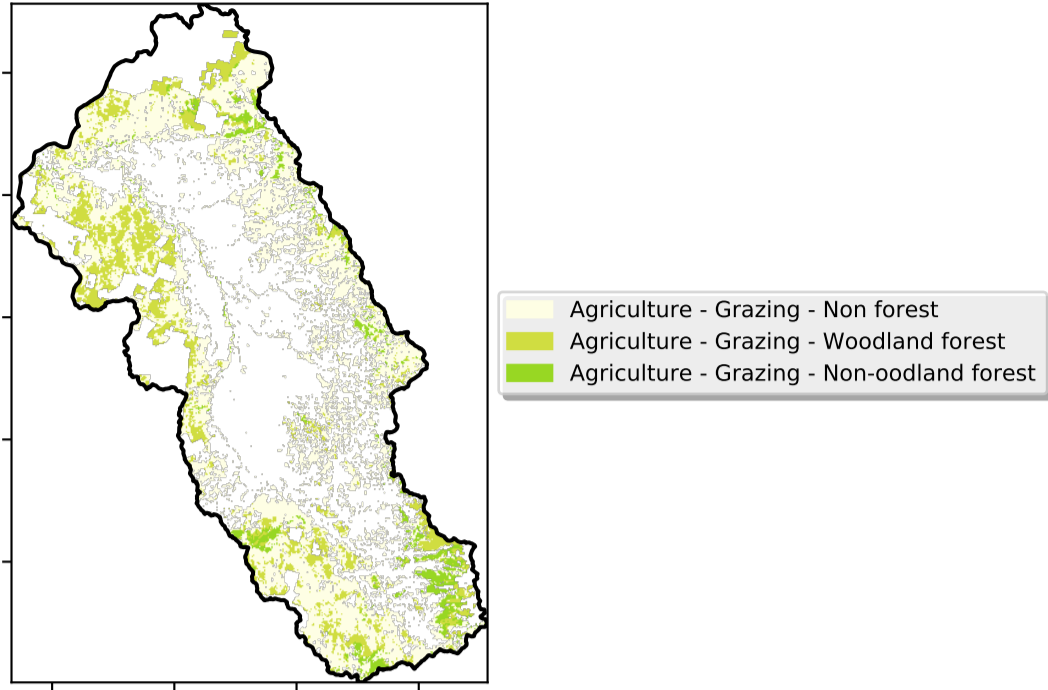 Agriculture - Grazing - Non forest
Agriculture - Grazing - Woodland forest
Agriculture - Grazing - Non-oodland forest